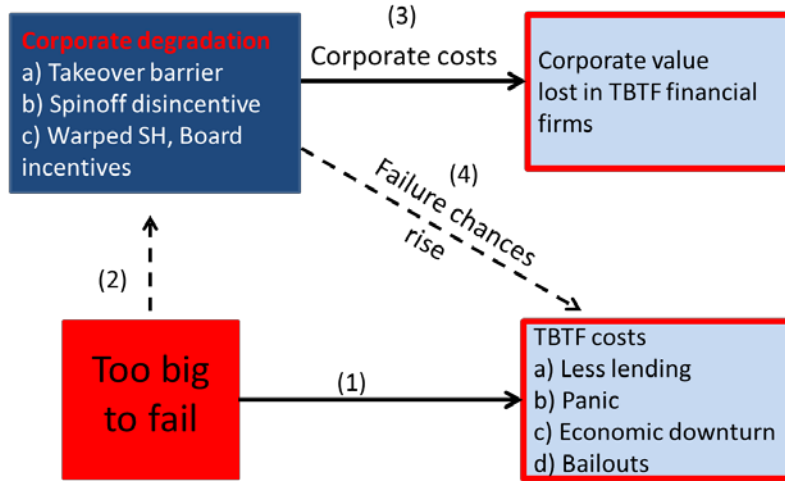 (3)
Corporate degradation
a) Takeover barrier
b) Spinoff disincentive
c) Warped SH, Board
incentives
Corporate costs
Corporate value
lost in TBTF financial
firms
(4)
Failure chances
rise
(2)
Too big
to fail
(1)
TBTF costs
a) Less lending
b) Panic
c) Economic downturn
d) Bailouts